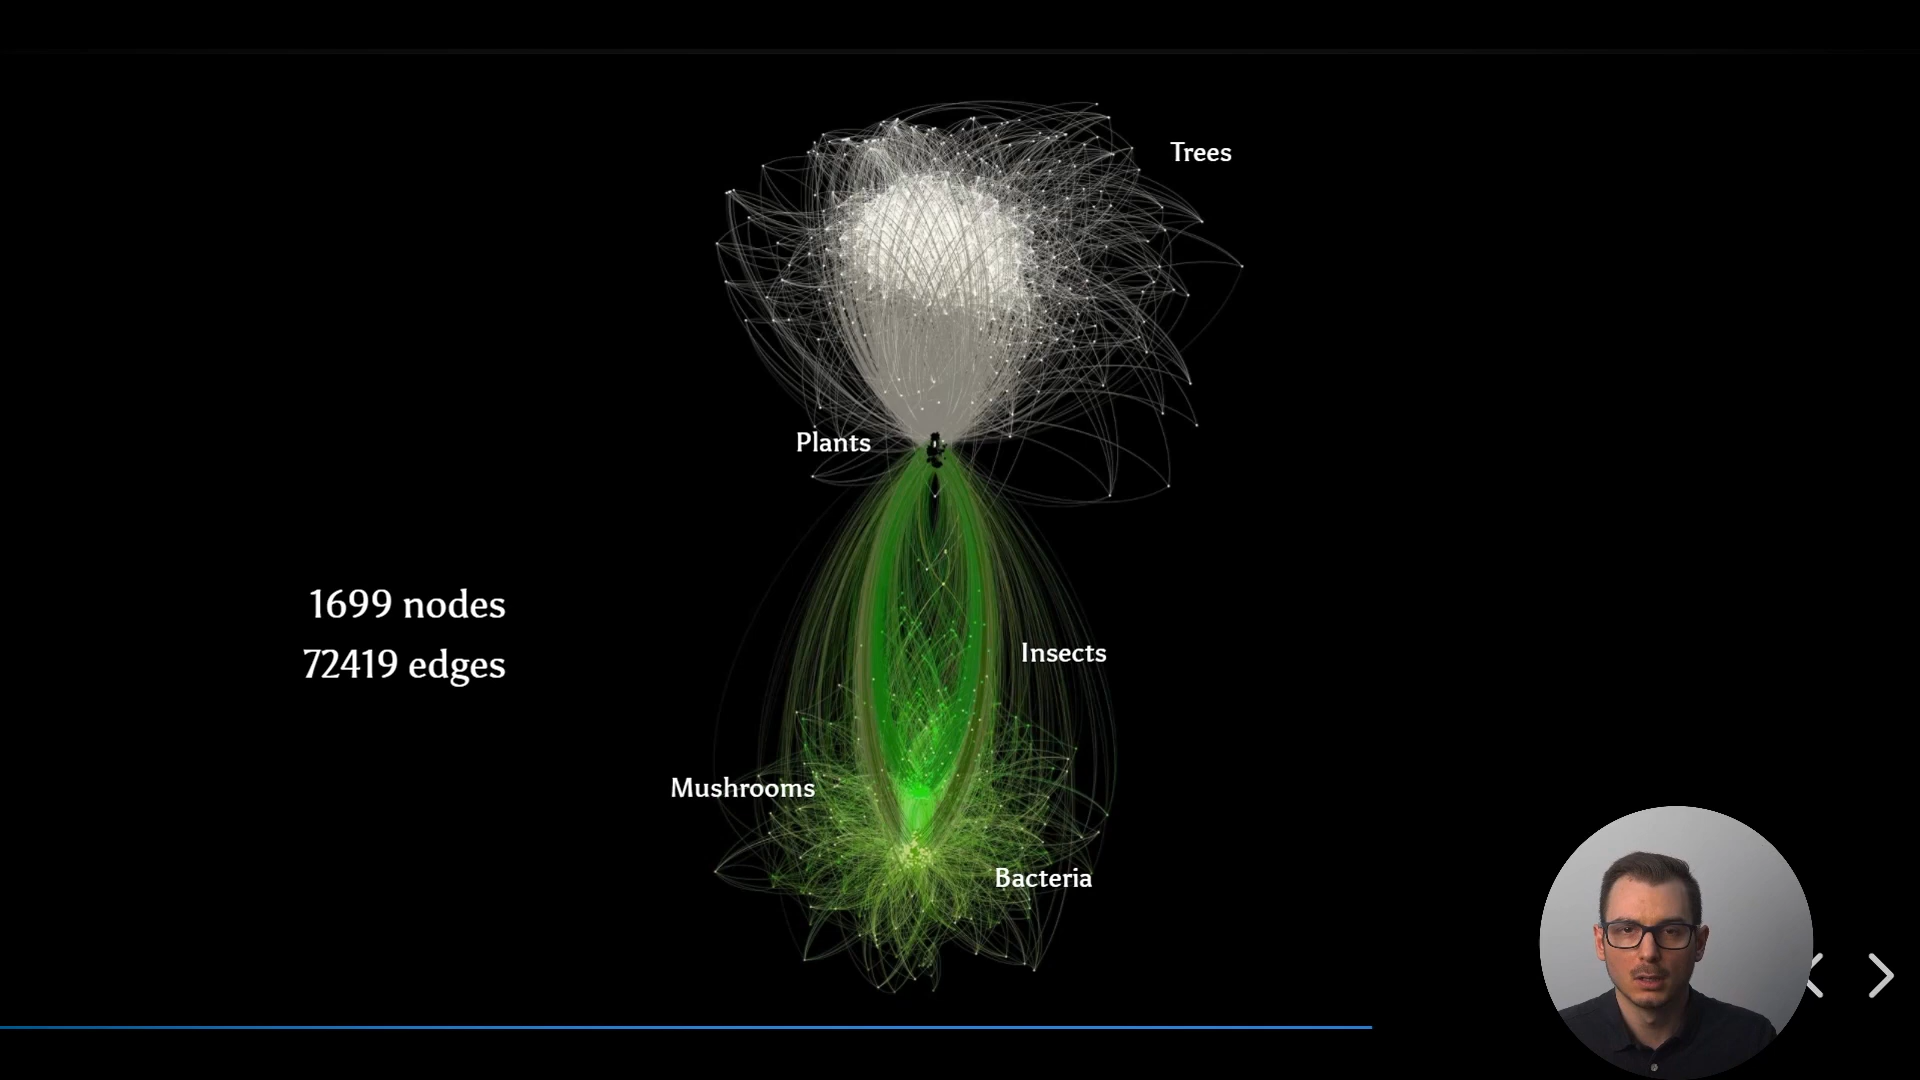 Trees
Plants
1699 nodes
72419 edges
Insects
Mushrooms
Bacteria